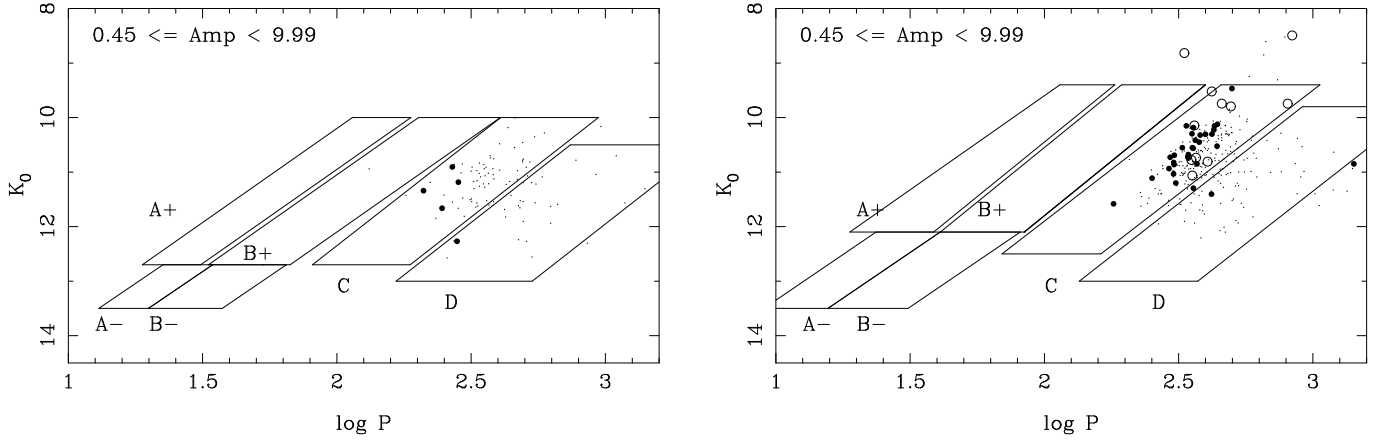 0.45 <= Amp < 9.99
8
10
12
14
K0
A+
B+
C
D
A− B−
1 1.5 2 2.5 3
log P
0.45 <= Amp < 9.99
8
10
12
14
K0
A+
B+
C
D
A− B−
1 1.5 2 2.5 3
log P